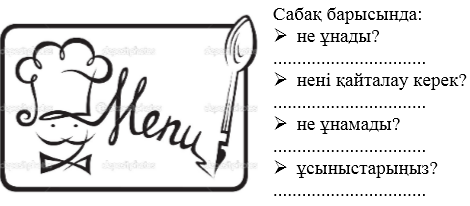 Menu
Сабақ барысында:
➢ не ұнады?
................................
➢ нені қайталау керек?
................................
➢ не ұнамады?
................................
➢ ұсыныстарыңыз?
................................